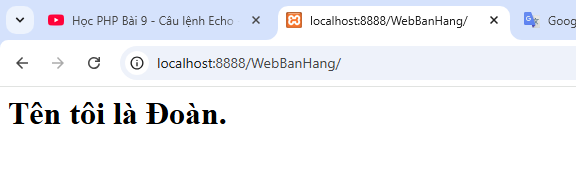 Học PHP Bài 9 - Câu lệnh Echo
localhost:8888/WebBanHang/
Goog
localhost:8888/WebBanHang/
Tên tôi là Đoàn.